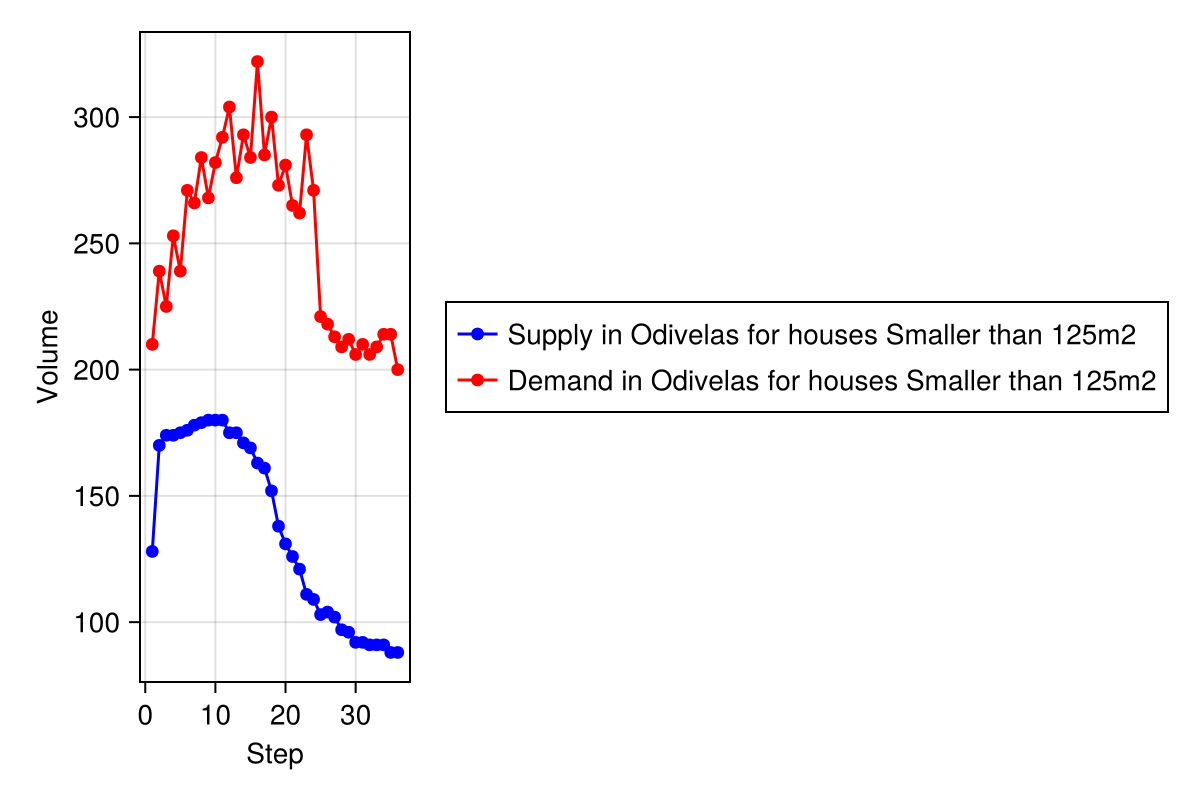 300
250
200
150
100
Volume
0 10 20 30
Step
Supply in Odivelas for houses Smaller than 125m2
Demand in Odivelas for houses Smaller than 125m2